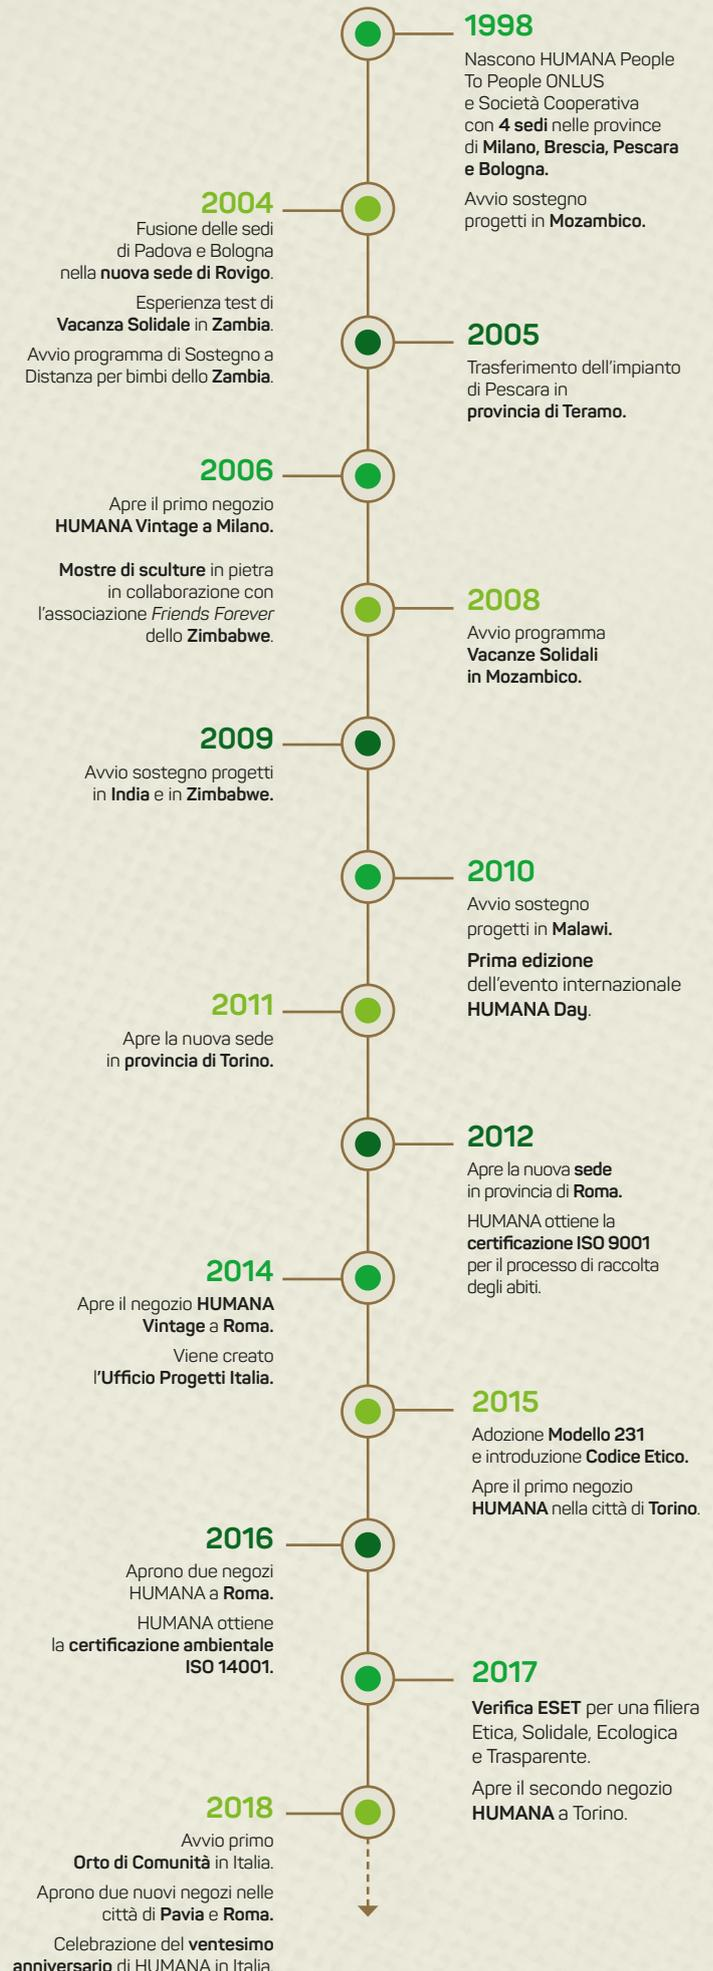 1998
Nascono HUMANA People
To People ONLUS
e Società Cooperativa
con 4 sedi nelle province
di Milano, Brescia, Pescara
e Bologna.
Avvio sostegno
progetti in Mozambico.
2004
Fusione delle sedi
di Padova e Bologna
nella nuova sede di Rovigo.
Esperienza test di
Vacanza Solidale in Zambia.
Avvio programma di Sostegno a
Distanza per bimbi dello Zambia.
2005
Trasferimento dell'impianto
di Pescara in
provincia di Teramo.
2006
Apre il primo negozio
HUMANA Vintage a Milano.
Mostre di sculture in pietra
in collaborazione con
l'associazione Friends Forever
dello Zimbabwe.
2008
Avvio programma
Vacanze Solidali
in Mozambico.
2009
Avvio sostegno progetti
in India e in Zimbabwe.
2010
Avvio sostegno
progetti in Malawi.
Prima edizione
dell'evento internazionale
HUMANA Day.
2011
Apre la nuova sede
in provincia di Torino.
2012
Apre la nuova sede
in provincia di Roma.
HUMANA ottiene la
certificazione ISO 9001
per il processo di raccolta
degli abiti.
2014
Apre il negozio HUMANA
Vintage a Roma.
Viene creato
l'Ufficio Progetti Italia.
2015
Adozione Modello 231
e introduzione Codice Etico.
Apre il primo negozio
HUMANA nella città di Torino.
2016
Aprono due negozi
HUMANA a Roma.
HUMANA ottiene
la certificazione ambientale
ISO 14001.
2017
Verifica ESET per una filiera
Etica, Solidale, Ecologica
e Trasparente.
Apre il secondo negozio
HUMANA a Torino.
2018
Avvio primo
Orto di Comunità in Italia.
Aprono due nuovi negozi nelle
città di Pavia e Roma.
Celebrazione del ventesimo
anniversario di HUMANA in Italia.